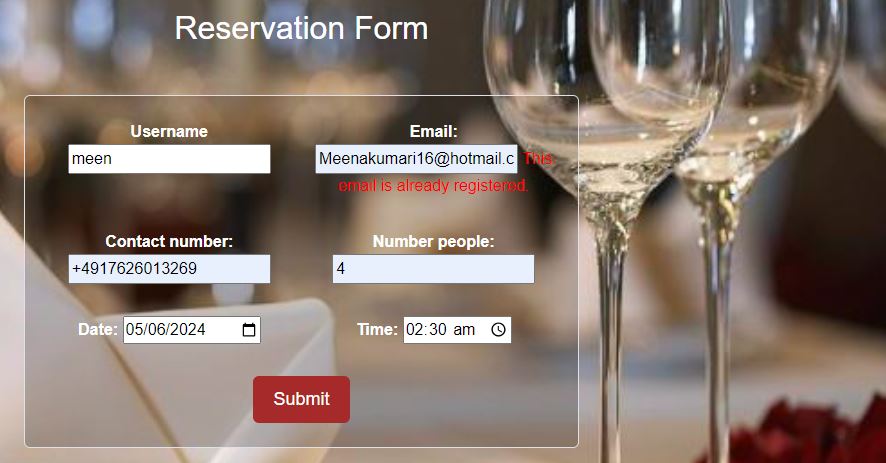 Reservation Form
Username
Email:
meen
Meenakumari16@hotmail.c This
email is already registered.
Contact number:
Number people:
+4917626013269
4
Date: 05/06/2024
Time: 02:30 am
Submit